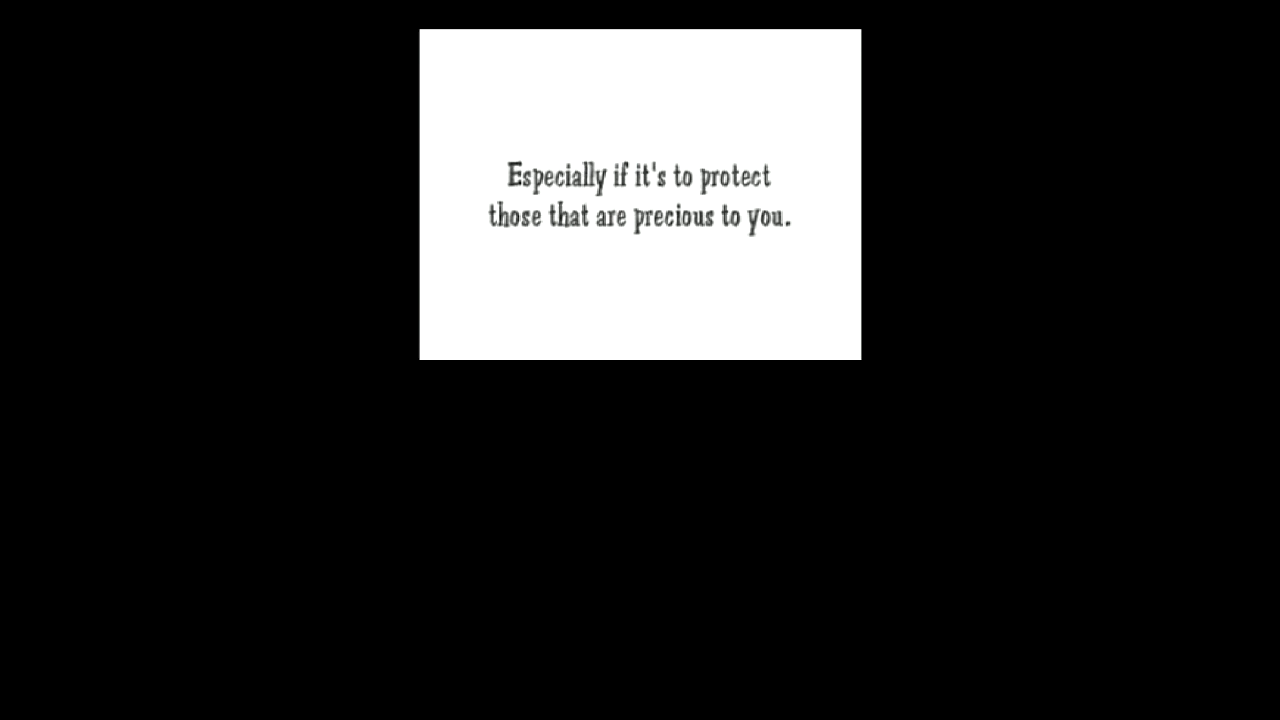 Especially if it's to protect
those that are precious to you.